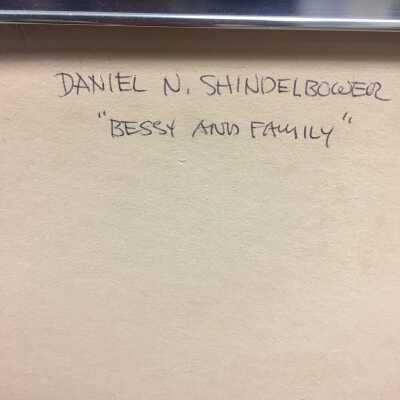 DANIEL N. SHINDELBOWER
"BESSY AND FAMILY"